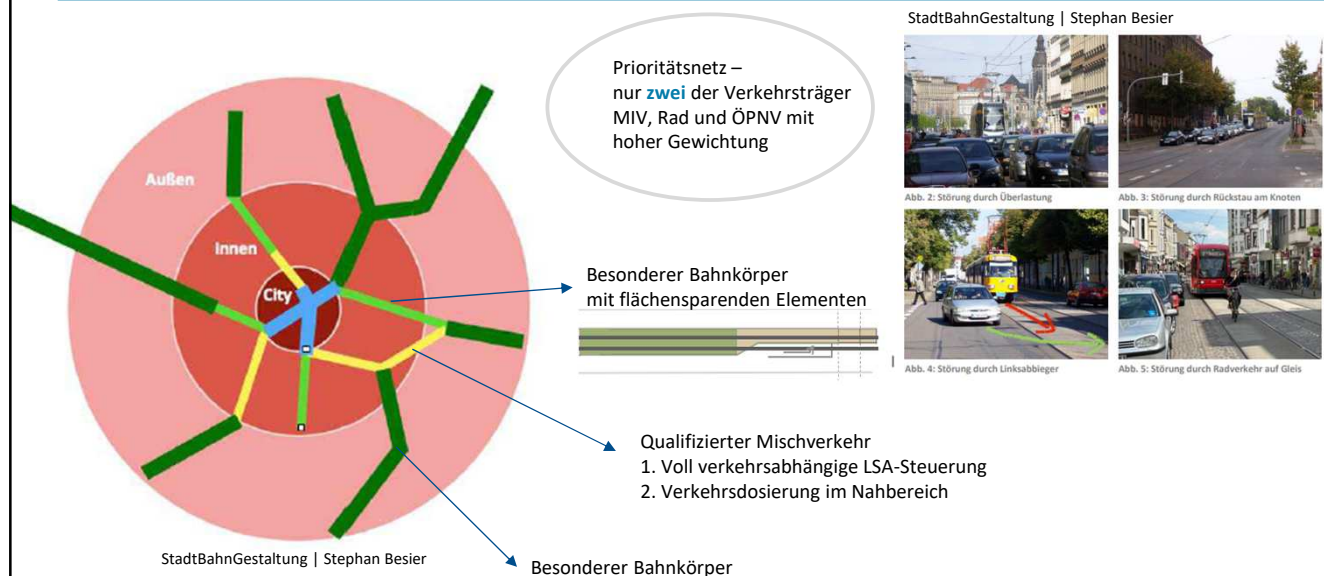 StadtBahnGestaltung | Stephan Besier
Prioritätsnetz –
nur zwei der Verkehrsträger
MIV, Rad und ÖPNV mit
hoher Gewichtung
Abb. 2: Störung durch Überlastung
Abb. 3: Störung durch Rückstau am Knoten
Abb. 4: Störung durch Linksabbieger
Abb. 5: Störung durch Radverkehr auf Gleis
Außen
Innen
City
Besonderer Bahnkörper
mit flächensparenden Elementen
Qualifizierter Mischverkehr
1. Voll verkehrsabhängige LSA-Steuerung
2. Verkehrsdosierung im Nahbereich
StadtBahnGestaltung | Stephan Besier
Besonderer Bahnkörper